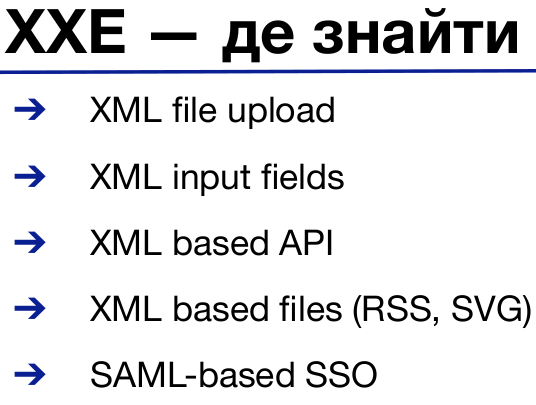 XXE — де знайти
➔ XML file upload
➔ XML input fields
➔ XML based API
➔ XML based files (RSS, SVG)
➔ SAML-based SSO